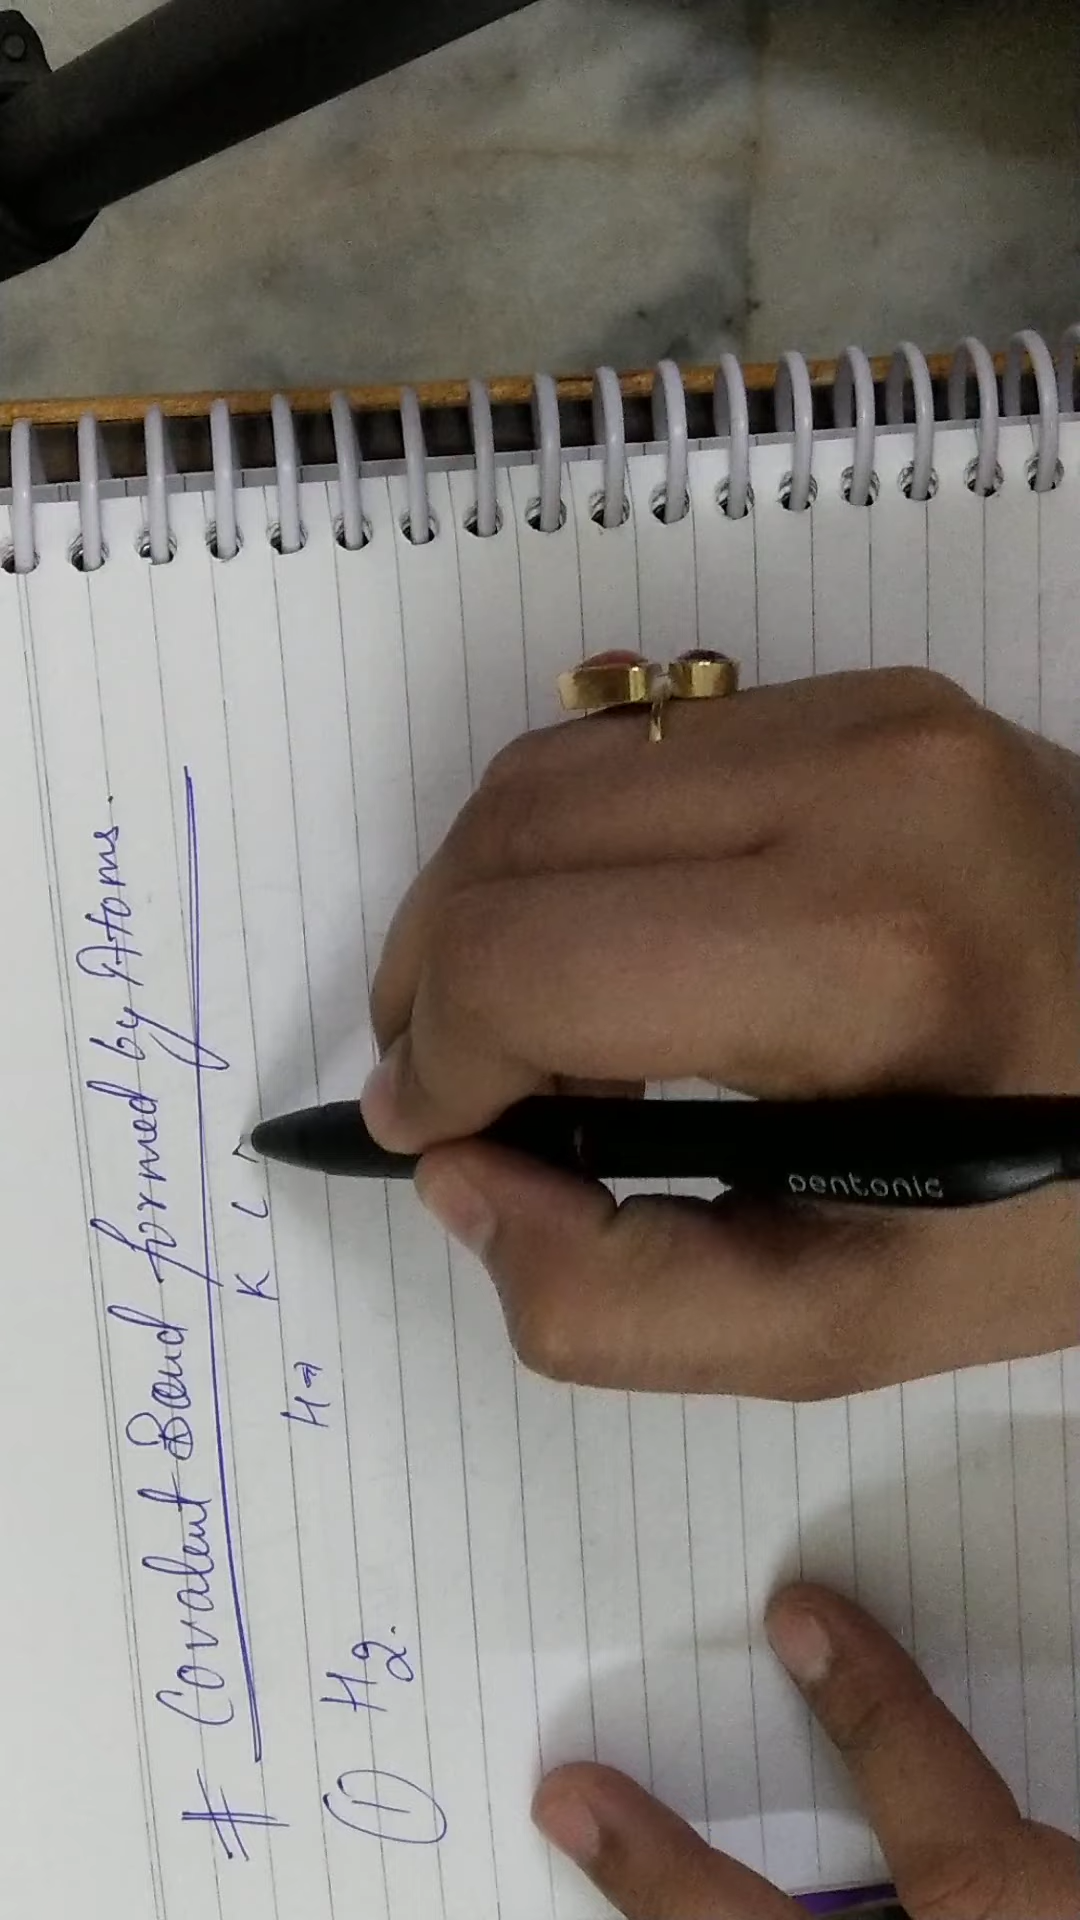 # Covalent Bond formed by Atoms.
K L
H →
① H2.
pentonic